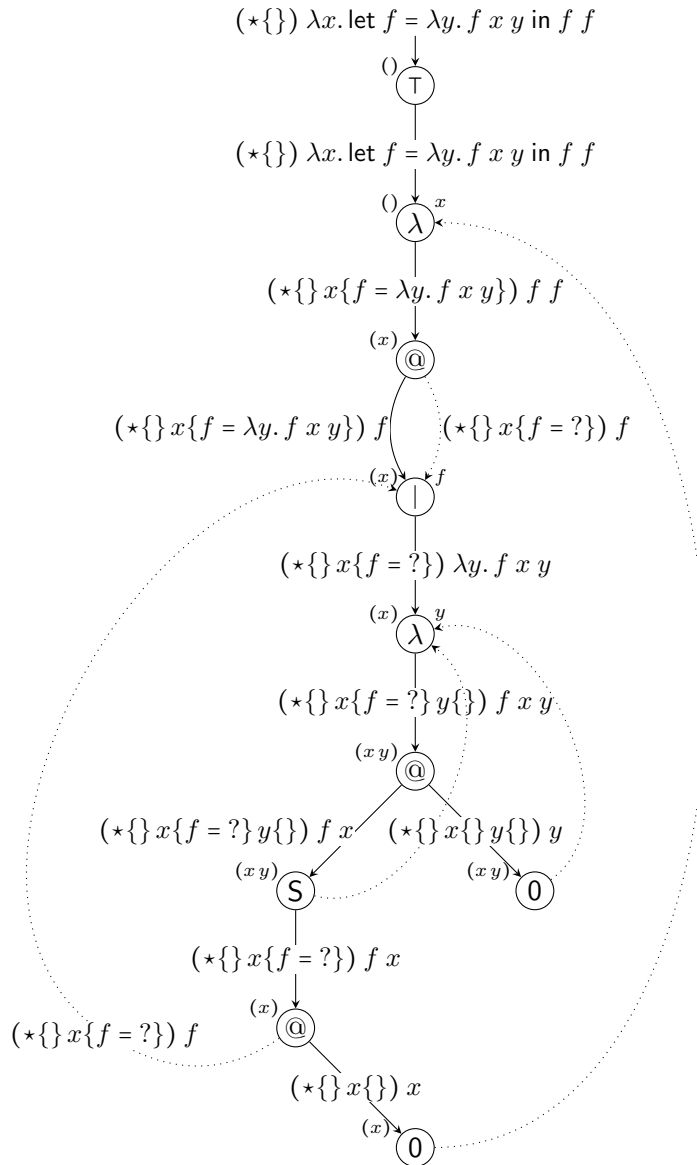 (⋆{}) λx. let f = λy. f x y in f f
()
⊤
(⋆{}) λx. let f = λy. f x y in f f
() x
λ
(⋆{} x{f = λy. f x y}) f f
(x)
@
(⋆{} x{f = λy. f x y}) f (⋆{} x{f = ?}) f
(x) f
|
(⋆{} x{f = ?}) λy. f x y
(x) y
λ
(⋆{} x{f = ?} y{}) f x y
(x y)
@
(⋆{} x{f = ?} y{}) f x (⋆{} x{} y{}) y
(x y) (x y)
S 0
(⋆{} x{f = ?}) f x
(x)
@
(⋆{} x{f = ?}) f
(⋆{} x{}) x
(x)
0